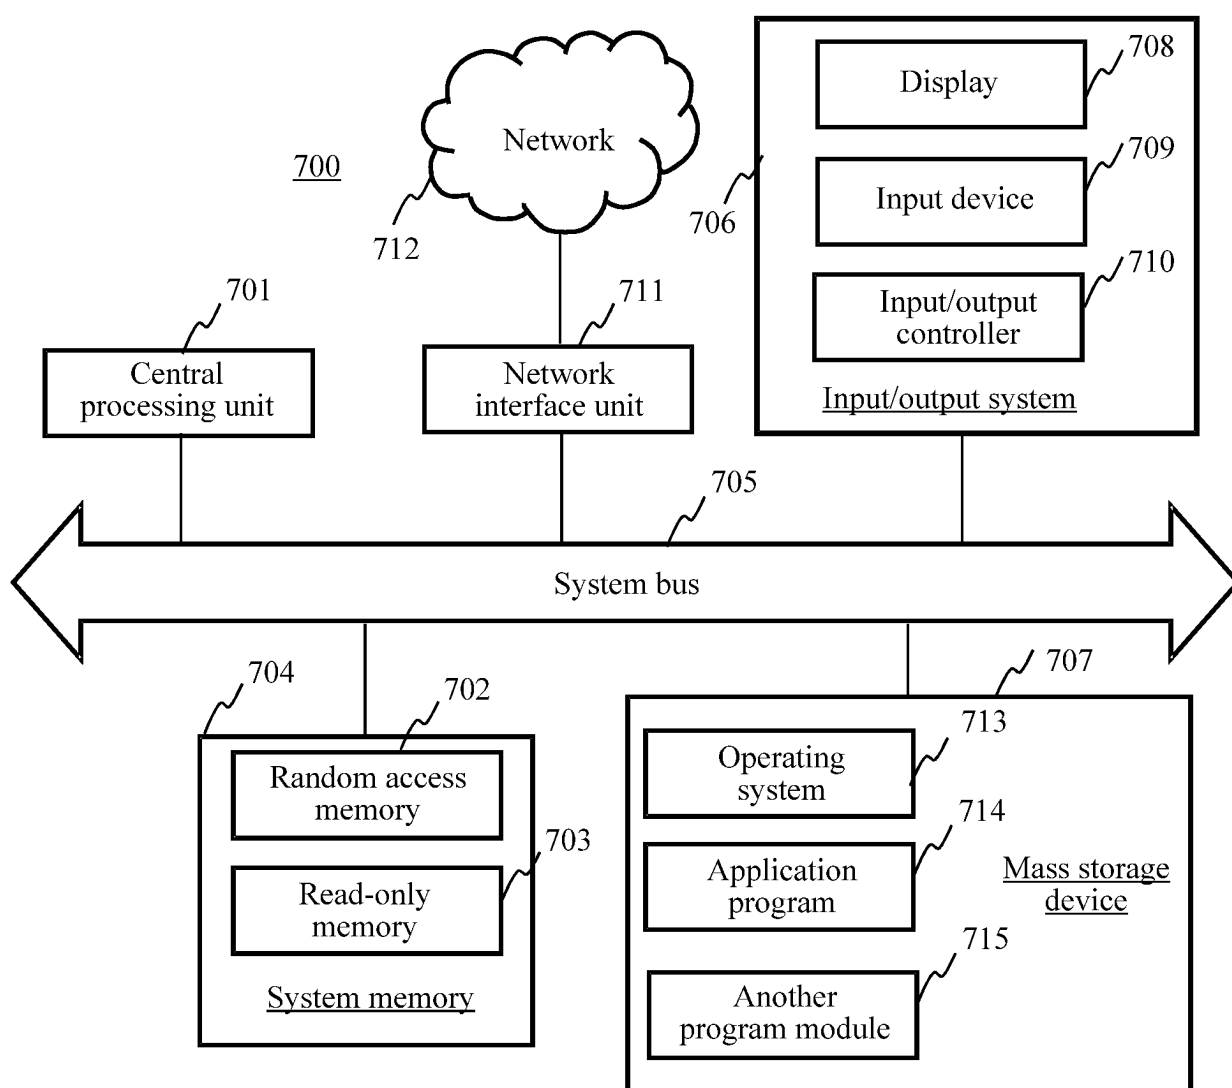 708
Display
Network
700
709
Input device
706
712
710
701
711
Input/output
controller
Central
processing unit
Network
interface unit
Input/output system
705
System bus
704
702
707
713
Random access
memory
Operating
system
703
714
Read-only
memory
Application
program
Mass storage
device
715
System memory
Another
program module